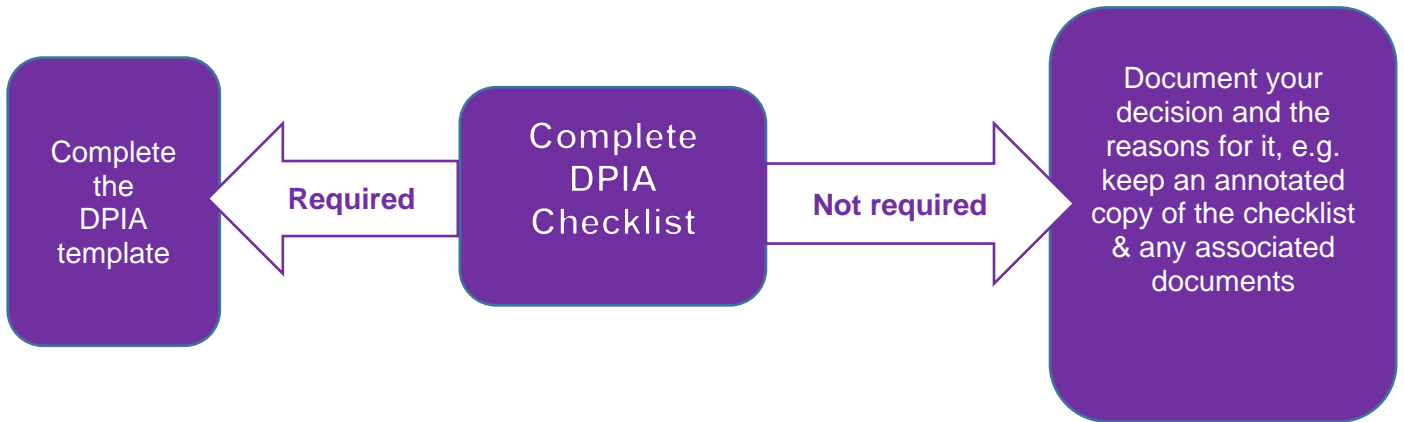 Complete
the
DPIA
template
Required
Complete
DPIA
Checklist
Not required
Document your
decision and the
reasons for it, e.g.
keep an annotated
copy of the checklist
& any associated
documents